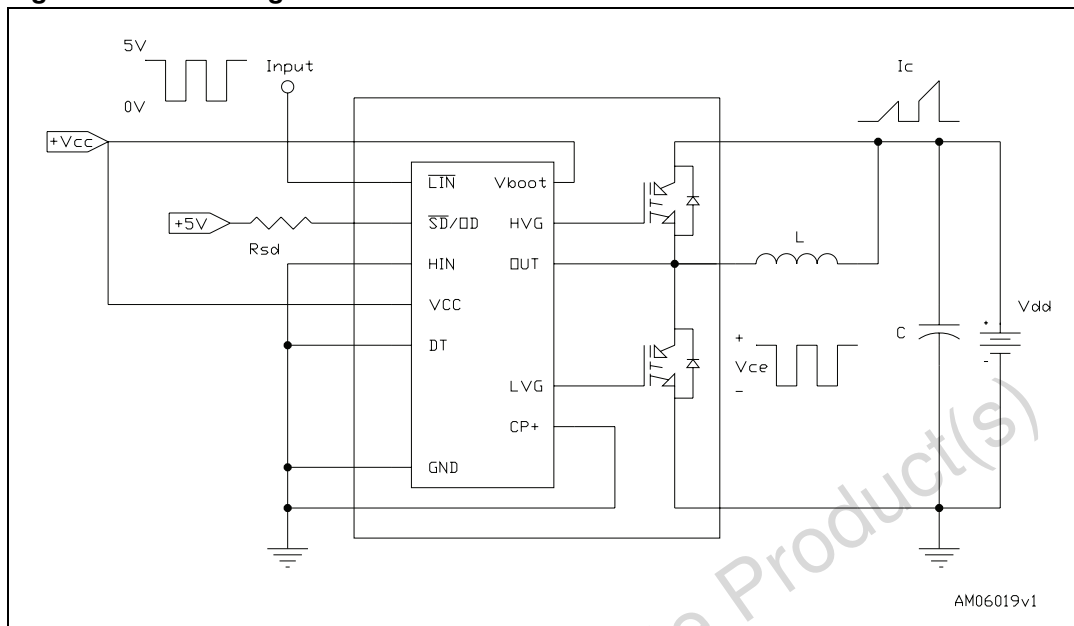 5V
Input
0V
Ic
+Vcc
LIN
Vboot
+5V
Rsd
SD/OD
HVG
HIN
OUT
L
VCC
Vdd
+
-
C
DT
+
Vce
-
LVG
CP+
GND
Product(s)
AM06019v1